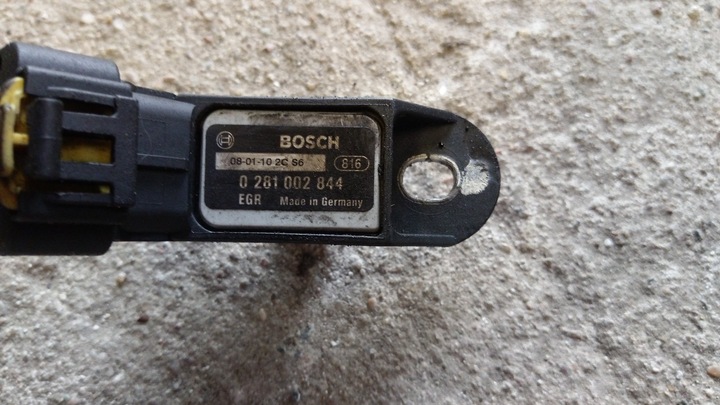 BOSCH
08-01-10 2C S6 816
0 281 002 844
EGR Made in Germany